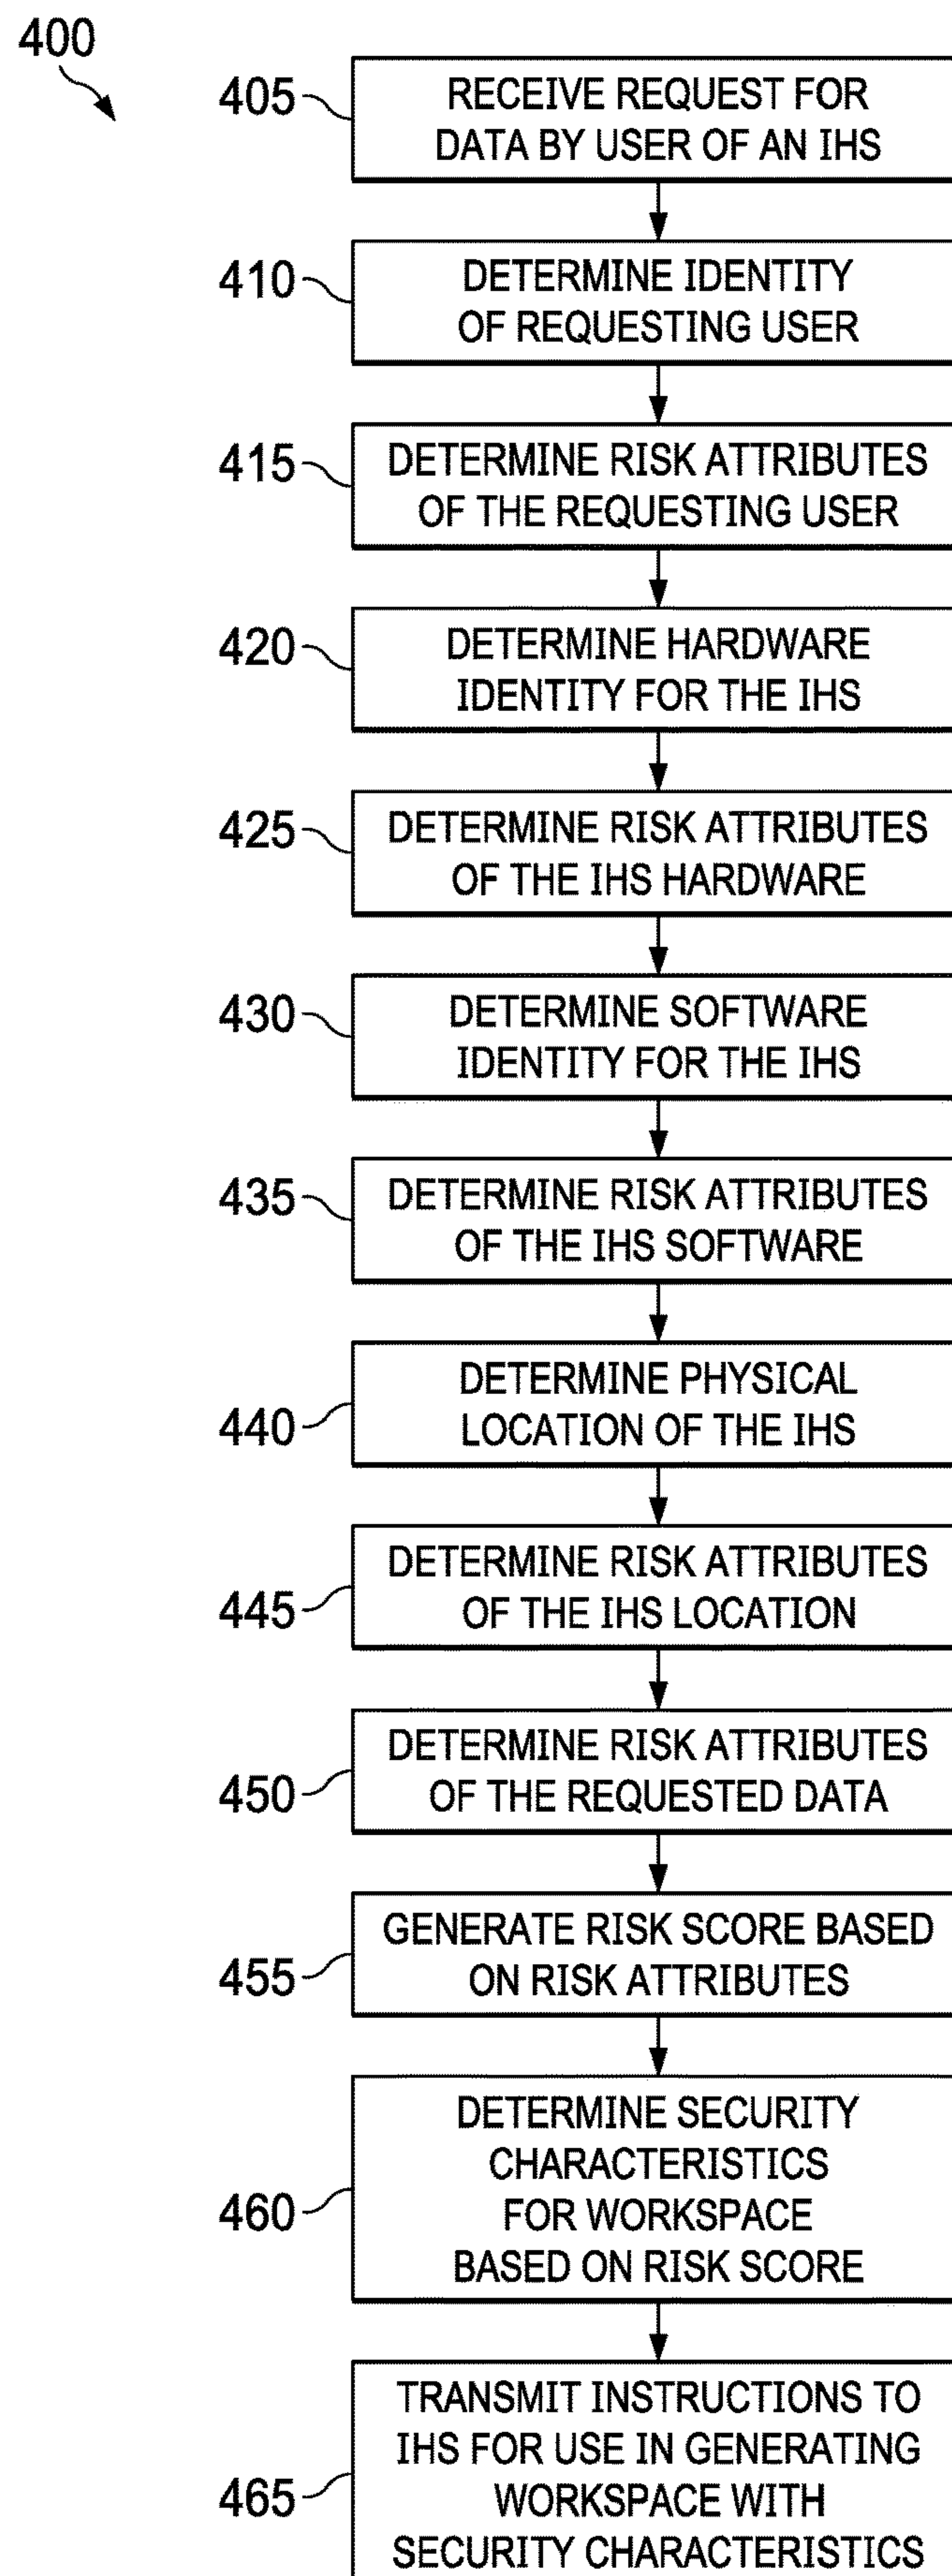 400
405
RECEIVE REQUEST FOR
DATA BY USER OF AN IHS
410
DETERMINE IDENTITY
OF REQUESTING USER
415
DETERMINE RISK ATTRIBUTES
OF THE REQUESTING USER
420
DETERMINE HARDWARE
IDENTITY FOR THE IHS
425
DETERMINE RISK ATTRIBUTES
OF THE IHS HARDWARE
430
DETERMINE SOFTWARE
IDENTITY FOR THE IHS
435
DETERMINE RISK ATTRIBUTES
OF THE IHS SOFTWARE
440
DETERMINE PHYSICAL
LOCATION OF THE IHS
445
DETERMINE RISK ATTRIBUTES
OF THE IHS LOCATION
450
DETERMINE RISK ATTRIBUTES
OF THE REQUESTED DATA
455
GENERATE RISK SCORE BASED
ON RISK ATTRIBUTES
460
DETERMINE SECURITY
CHARACTERISTICS
FOR WORKSPACE
BASED ON RISK SCORE
465
TRANSMIT INSTRUCTIONS TO
IHS FOR USE IN GENERATING
WORKSPACE WITH
SECURITY CHARACTERISTICS